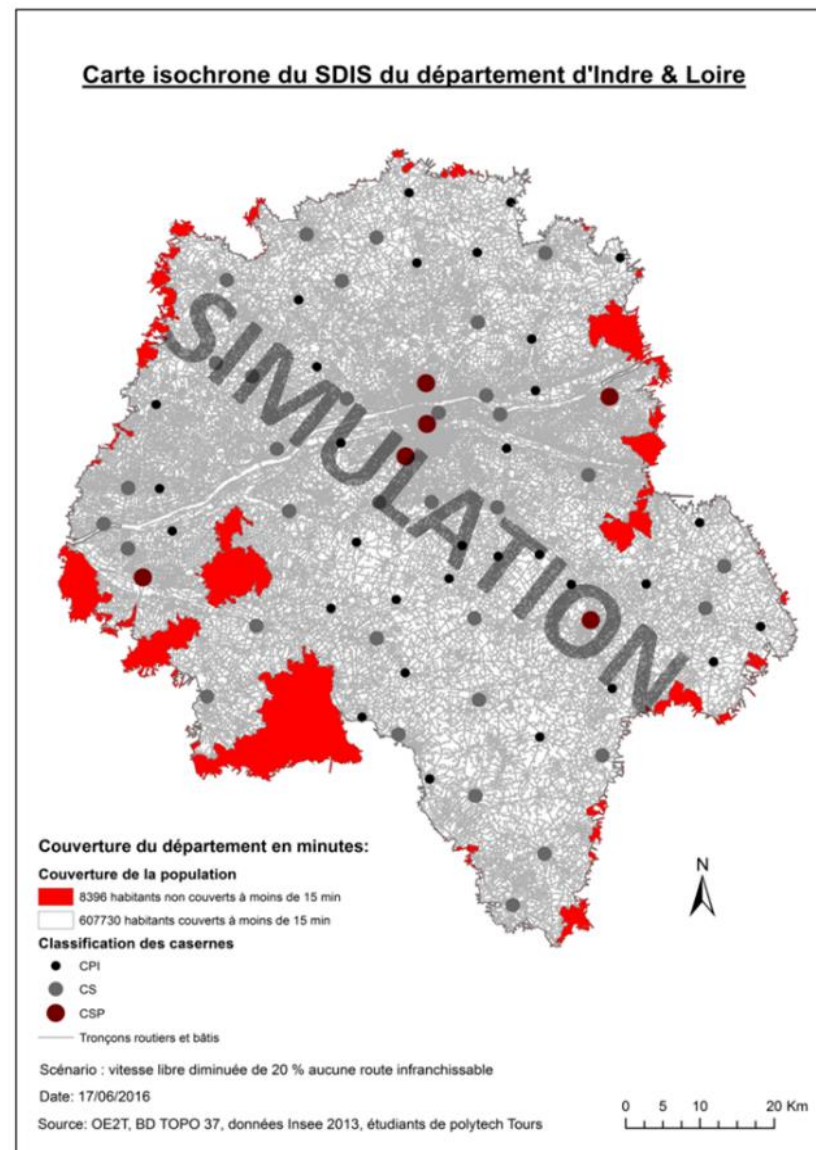 Carte isochrone du SDIS du département d'Indre & Loire
SIMULATION
Couverture du département en minutes:
Couverture de la population
8396 habitants non couverts à moins de 15 min
607730 habitants couverts à moins de 15 min
Classification des casernes
CPI
CS
CSP
Tronçons routiers et bâtis
Scénario : vitesse libre diminuée de 20 % aucune route infranchissable
Date: 17/06/2016
Source: OE2T, BD TOPO 37, données Insee 2013, étudiants de polytech Tours
N
0 5 10 20 Km